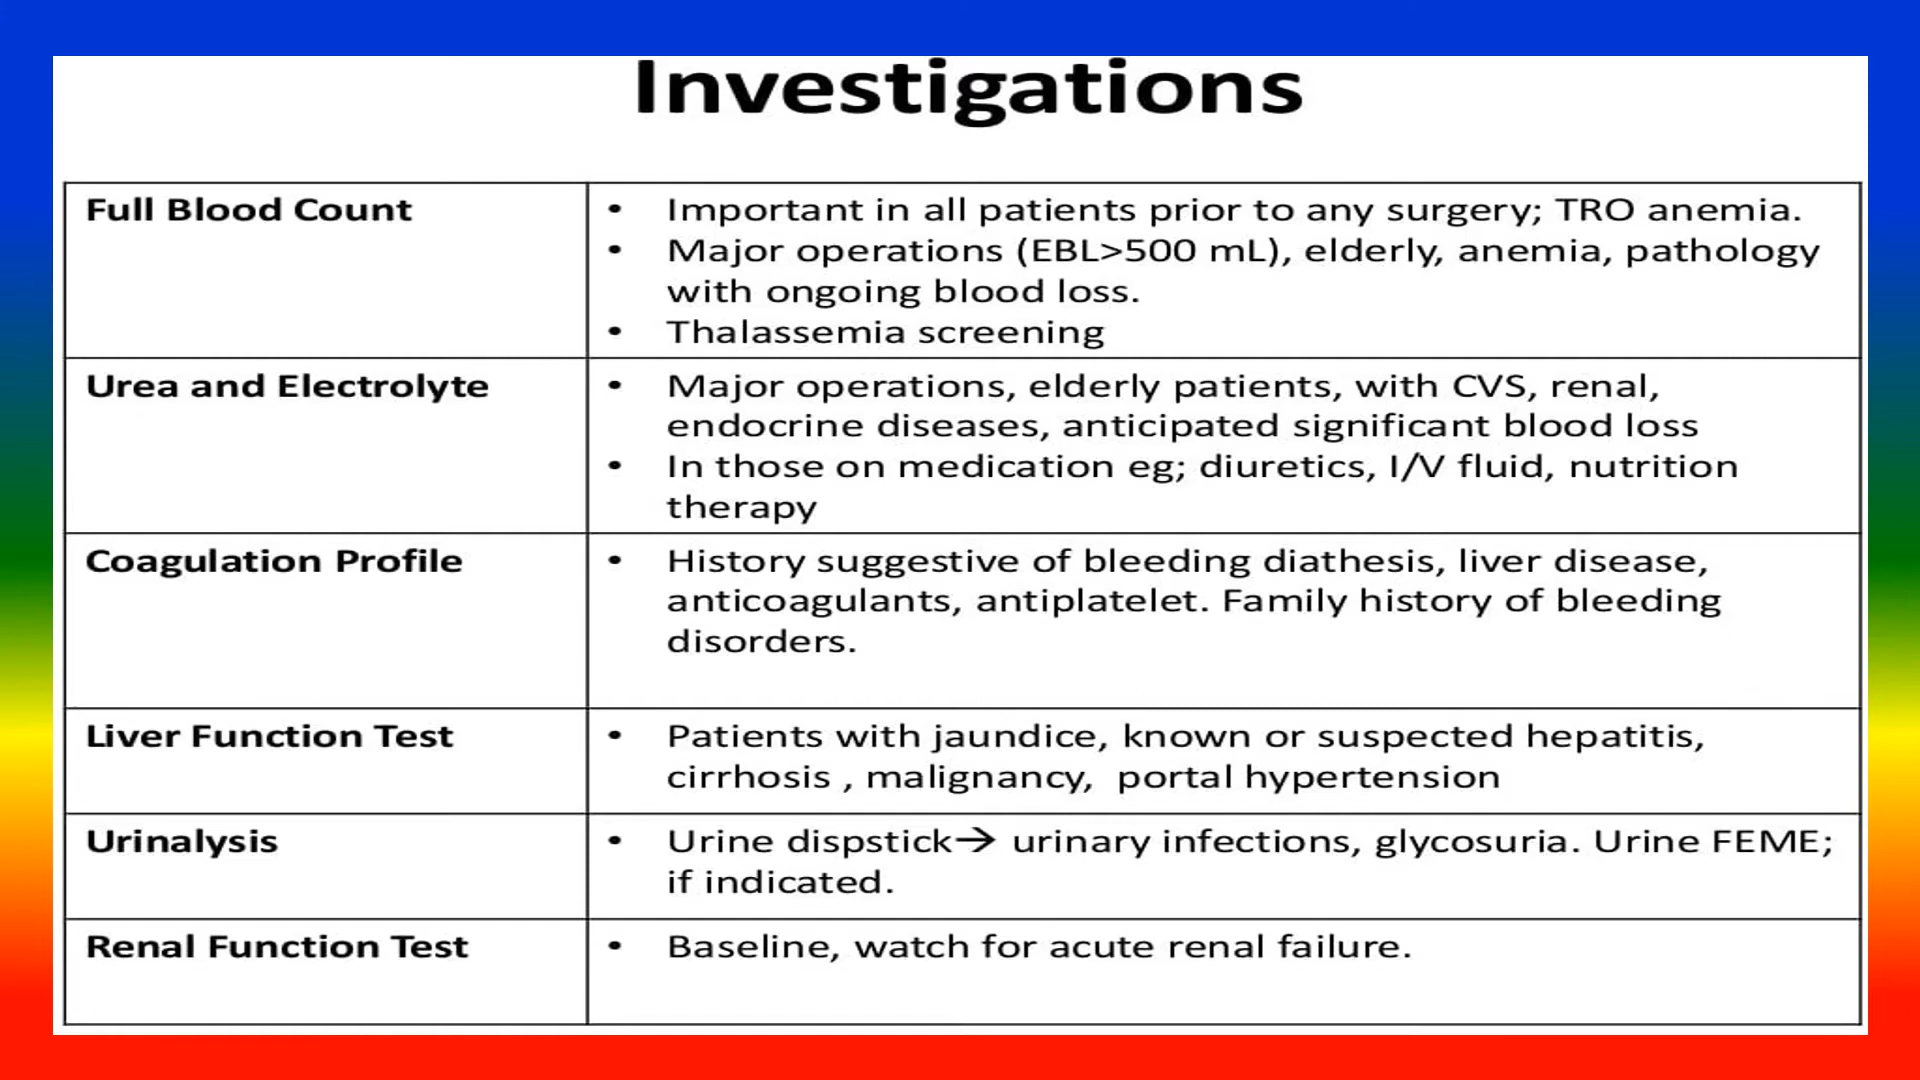 Investigations
Full Blood Count
• Important in all patients prior to any surgery; TRO anemia.
• Major operations (EBL>500 mL), elderly, anemia, pathology
with ongoing blood loss.
• Thalassemia screening
Urea and Electrolyte
• Major operations, elderly patients, with CVS, renal,
endocrine diseases, anticipated significant blood loss
• In those on medication eg; diuretics, I/V fluid, nutrition
therapy
Coagulation Profile
• History suggestive of bleeding diathesis, liver disease,
anticoagulants, antiplatelet. Family history of bleeding
disorders.
Liver Function Test
• Patients with jaundice, known or suspected hepatitis,
cirrhosis , malignancy,  portal hypertension
Urinalysis
• Urine dispstick→ urinary infections, glycosuria. Urine FEME;
if indicated.
Renal Function Test
• Baseline, watch for acute renal failure.